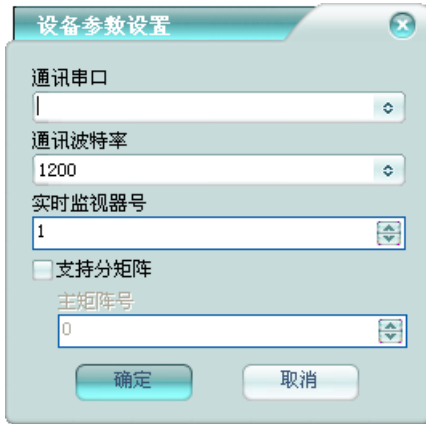 设备参数设置
通讯串口
通讯波特率
1200
实时监视器号
1
支持分矩阵
主矩阵号
0
确定 取消